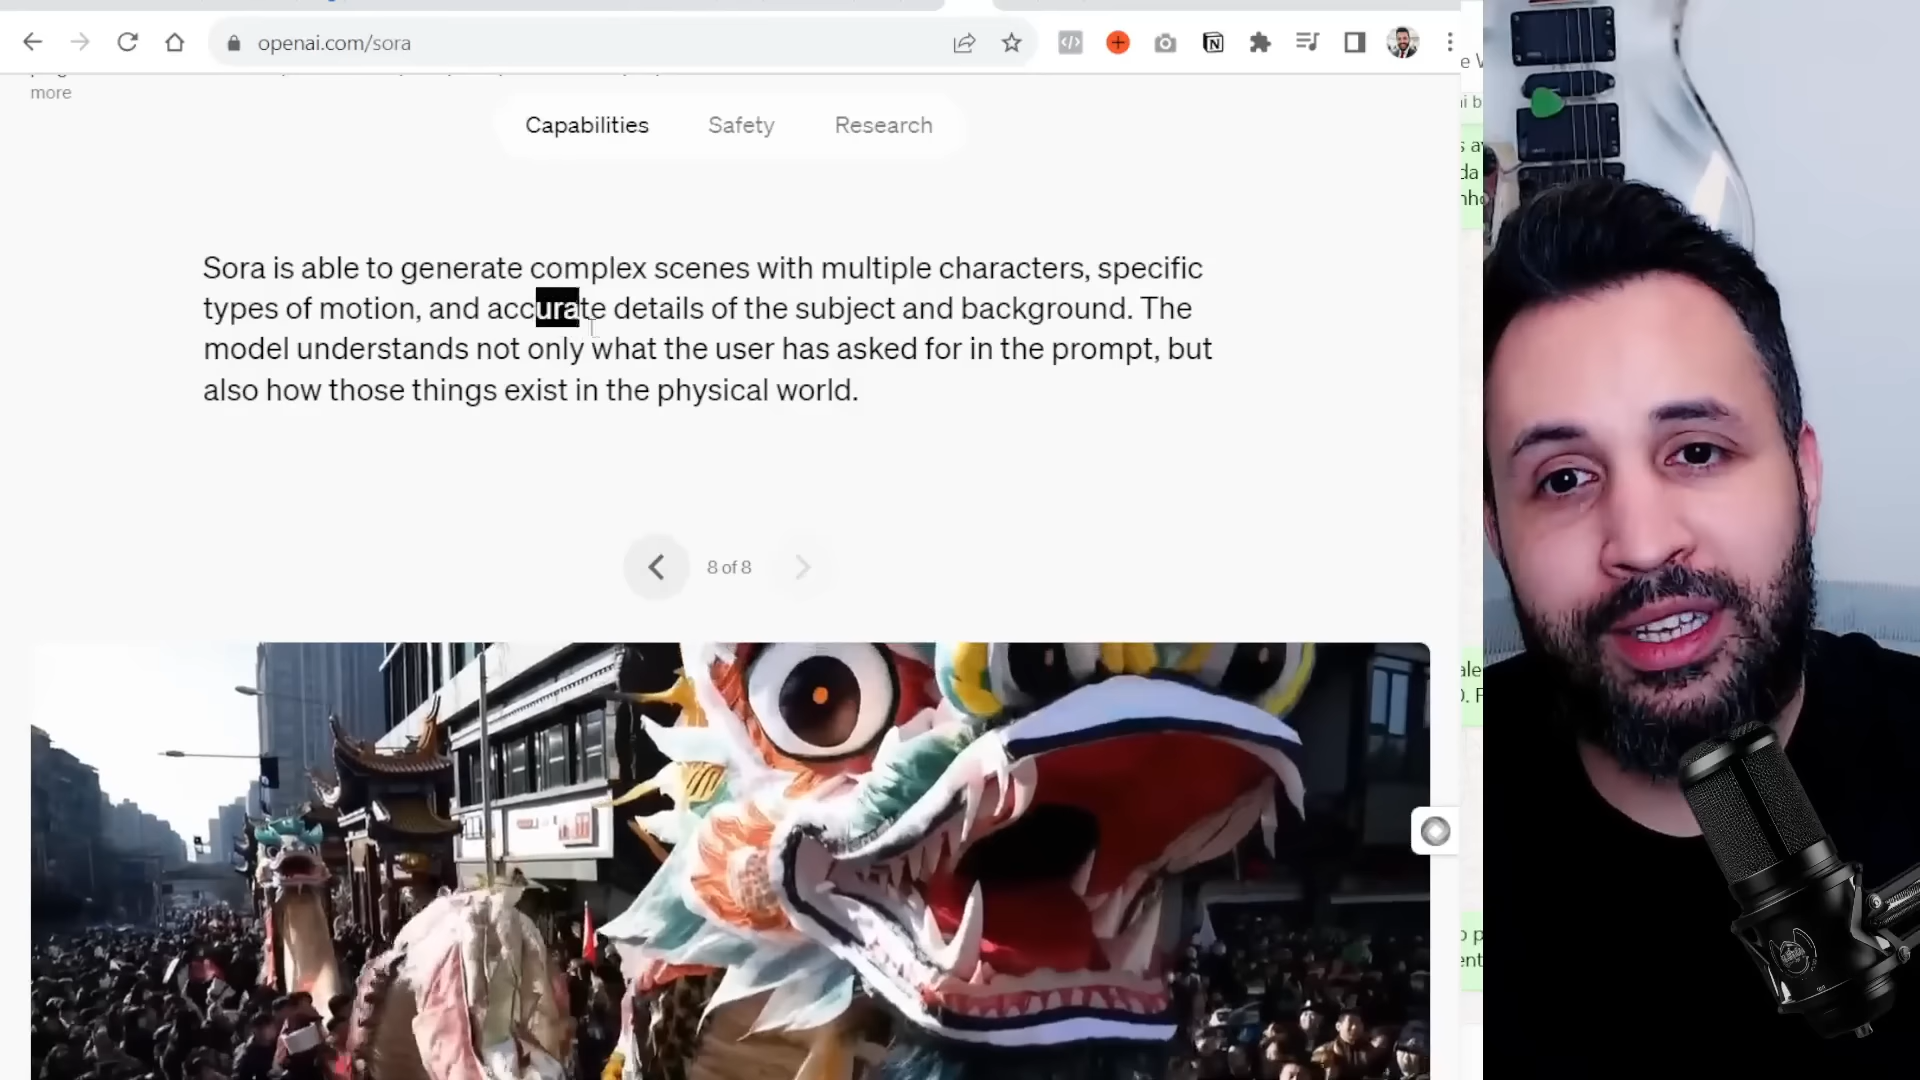 openai.com/sora
more
Capabilities
Safety
Research
Sora is able to generate complex scenes with multiple characters, specific
types of motion, and accurate details of the subject and background. The
model understands not only what the user has asked for in the prompt, but
also how those things exist in the physical world.
8 of 8